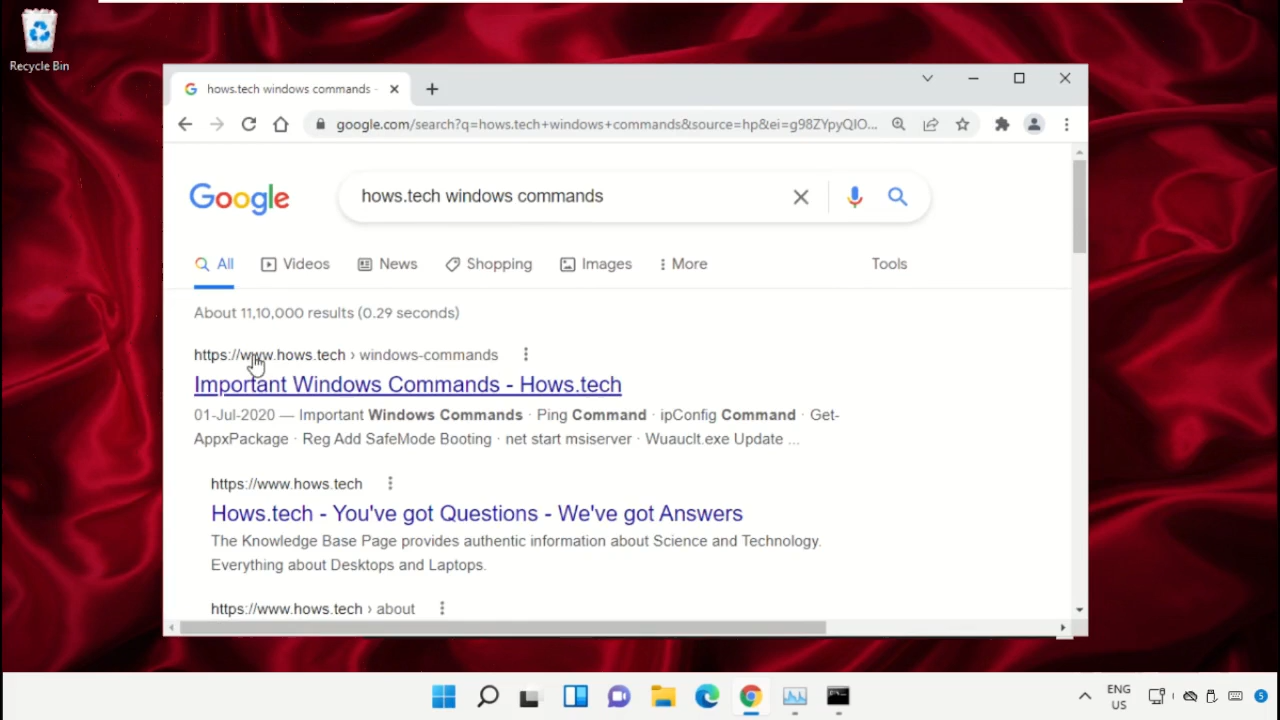 Recycle Bin
hows.tech windows commands -
google.com/search?q=hows.tech+windows+commands&source=hp&ei=g98ZYpyQJO...
Google
hows.tech windows commands
All Videos News Shopping Images More Tools
About 11,10,000 results (0.29 seconds)
https://www.hows.tech › windows-commands
Important Windows Commands - Hows.tech
01-Jul-2020 — Important Windows Commands · Ping Command · ipConfig Command · Get-
AppxPackage · Reg Add SafeMode Booting · net start msiserver · Wuauclt.exe Update ...
https://www.hows.tech
Hows.tech - You've got Questions - We've got Answers
The Knowledge Base Page provides authentic information about Science and Technology.
Everything about Desktops and Laptops.
https://www.hows.tech › about
ENG
US
5